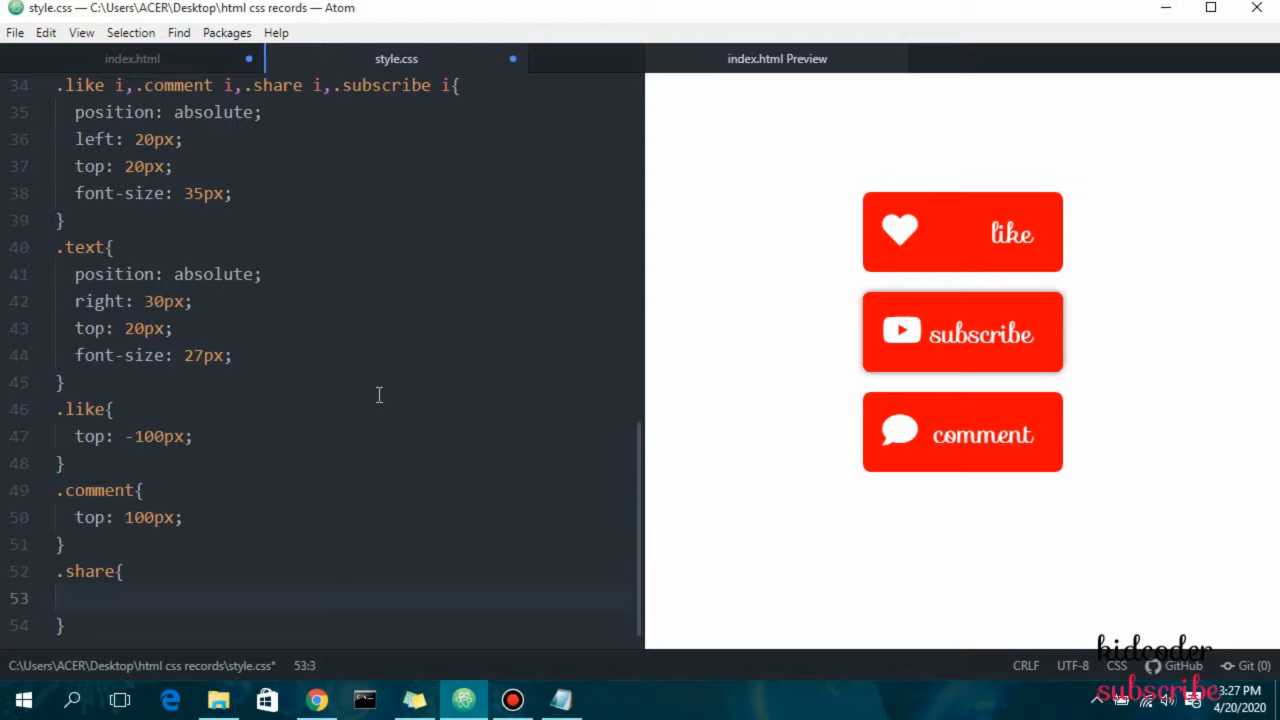 style.css — C:\Users\ACER\Desktop\html css records — Atom
File Edit View Selection Find Packages Help
index.html style.css index.html Preview
34 .like i,.comment i,.share i,.subscribe i{
35 position: absolute;
36 left: 20px;
37 top: 20px;
38 font-size: 35px;
39 }
40 .text{
41 position: absolute;
42 right: 30px;
43 top: 20px;
44 font-size: 27px;
45 }
46 .like{
47 top: -100px;
48 }
49 .comment{
50 top: 100px;
51 }
52 .share{
53
54 }
like
subscribe
comment
kidcoder
subscribe
C:\Users\ACER\Desktop\html css records\style.css* 53:3 CRLF UTF-8 CSS GitHub Git (0)
3:27 PM
4/20/2020